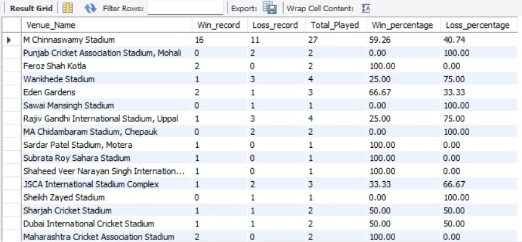 Result Grid Filter Rows: Export: Wrap Cell Content:
Venue_Name Win_record Loss_record Total_Played Win_percentage Loss_percentage
M Chinnaswamy Stadium 16 11 27 59.26 40.74
Punjab Cricket Association Stadium, Mohali 0 2 2 0.00 100.00
Feroz Shah Kotla 2 0 2 100.00 0.00
Wankhede Stadium 1 3 4 25.00 75.00
Eden Gardens 2 1 3 66.67 33.33
Sawai Mansingh Stadium 0 1 1 0.00 100.00
Rajiv Gandhi International Stadium, Uppal 1 3 4 25.00 75.00
MA Chidambaram Stadium, Chepauk 0 2 2 0.00 100.00
Sardar Patel Stadium, Motera 1 0 1 100.00 0.00
Subrata Roy Sahara Stadium 1 0 1 100.00 0.00
Shaheed Veer Narayan Singh Internation... 1 0 1 100.00 0.00
JSCA International Stadium Complex 1 2 3 33.33 66.67
Sheikh Zayed Stadium 0 1 1 0.00 100.00
Sharjah Cricket Stadium 1 1 2 50.00 50.00
Dubai International Cricket Stadium 1 1 2 50.00 50.00
Maharashtra Cricket Association Stadium 2 0 2 100.00 0.00